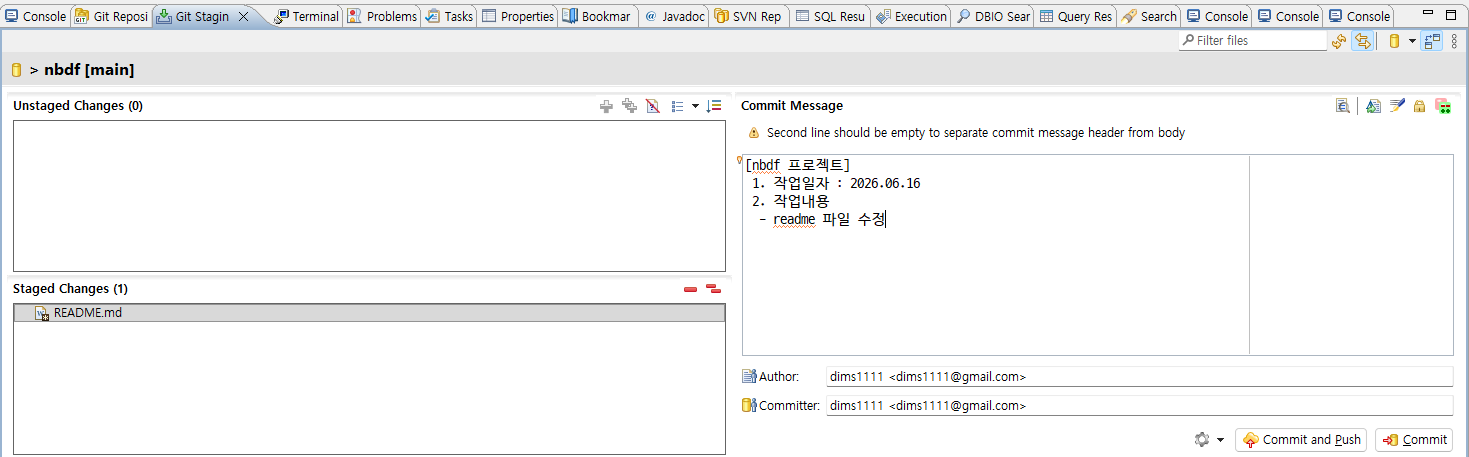 Console Git Reposi Git Stagin Terminal Problems Tasks Properties Bookmar @ Javadoc SVN Rep SQL Resu Execution DBIO Sear Query Res Search Console Console Console
Filter files
> nbdf [main]
Unstaged Changes (0)
Staged Changes (1)
README.md
Commit Message
Second line should be empty to separate commit message header from body
[nbdf 프로젝트]
1. 작업일자 : 2026.06.16
2. 작업내용
- readme 파일 수정
Author: dims1111 <dims1111@gmail.com>
Committer: dims1111 <dims1111@gmail.com>
Commit and Push Commit